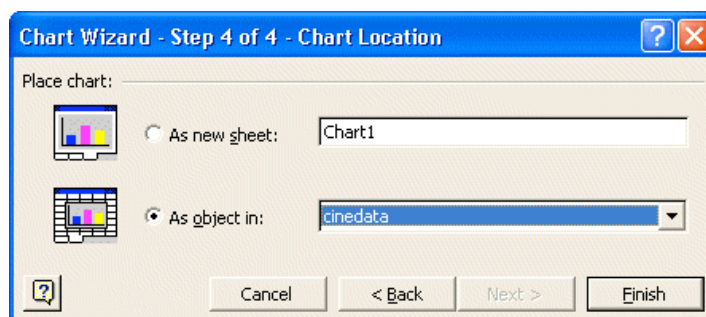 Chart Wizard - Step 4 of 4 - Chart Location
Place chart:
As new sheet: Chart1
As object in: cinedata
Cancel < Back Next > Finish